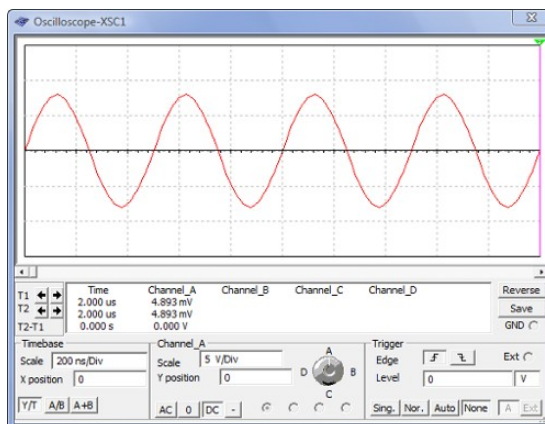 Oscilloscope-XSC1
T1
T2
T2-T1
Time Channel_A Channel_B Channel_C Channel_D
2.000 us 4.893 mV
2.000 us 4.893 mV
0.000 s 0.000 V
Reverse
Save
GND
Timebase
Scale 200 ns/Div
X position 0
Y/T A/B A+B
Channel_A
Scale 5 V/Div
Y position 0
AC 0 DC -
A
B
C
D
Trigger
Edge Ext
Level 0 V
Sing. Nor. Auto None A Ext